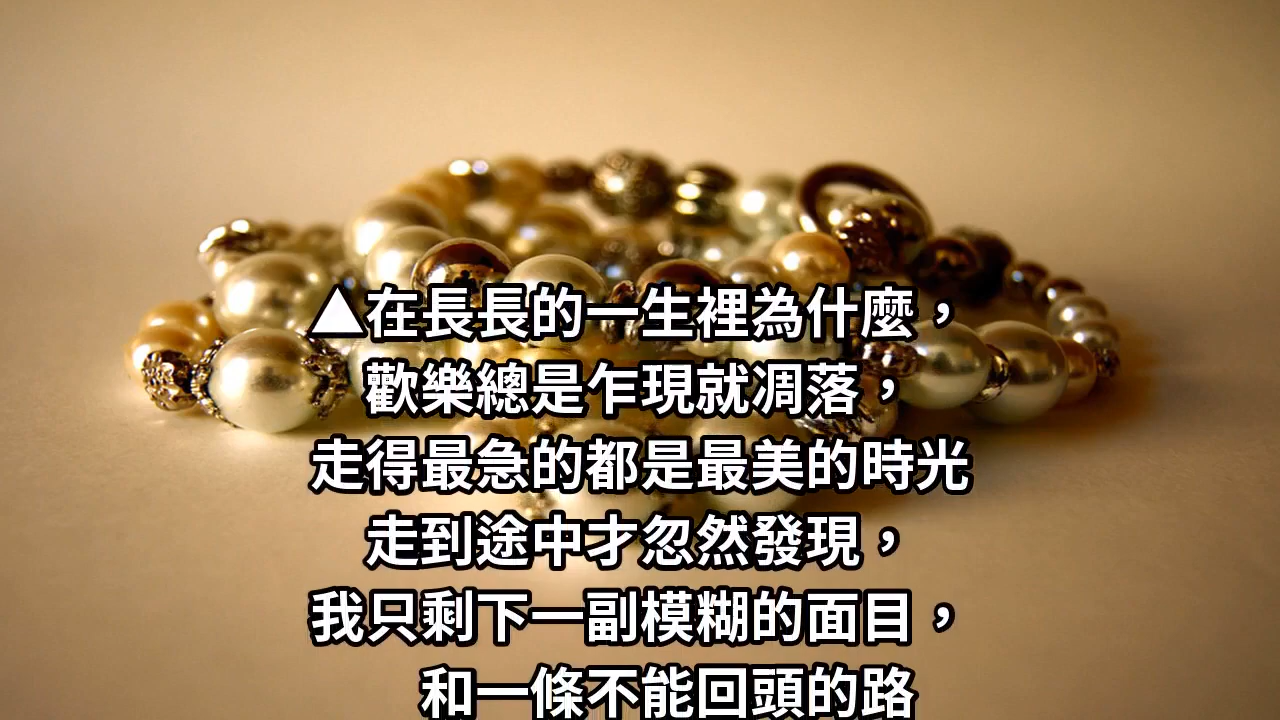 ▲在長長的一生裡為什麼，
歡樂總是乍現就凋落，
走得最急的都是最美的時光
走到途中才忽然發現，
我只剩下一副模糊的面目，
和一條不能回頭的路